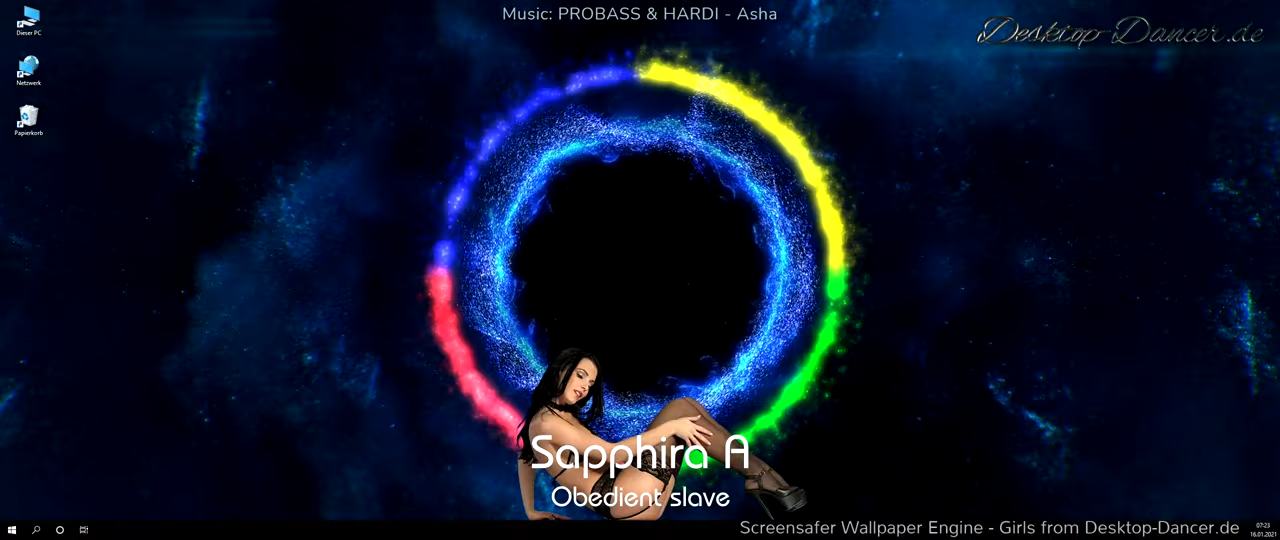 Music: PROBASS & HARDI - Asha
Desktop-Dancer.de
Dieser PC
Netzwerk
Papierkorb
Sapphira A
Obedient slave
Screensafer Wallpaper Engine - Girls from Desktop-Dancer.de
07:23
16.01.2021